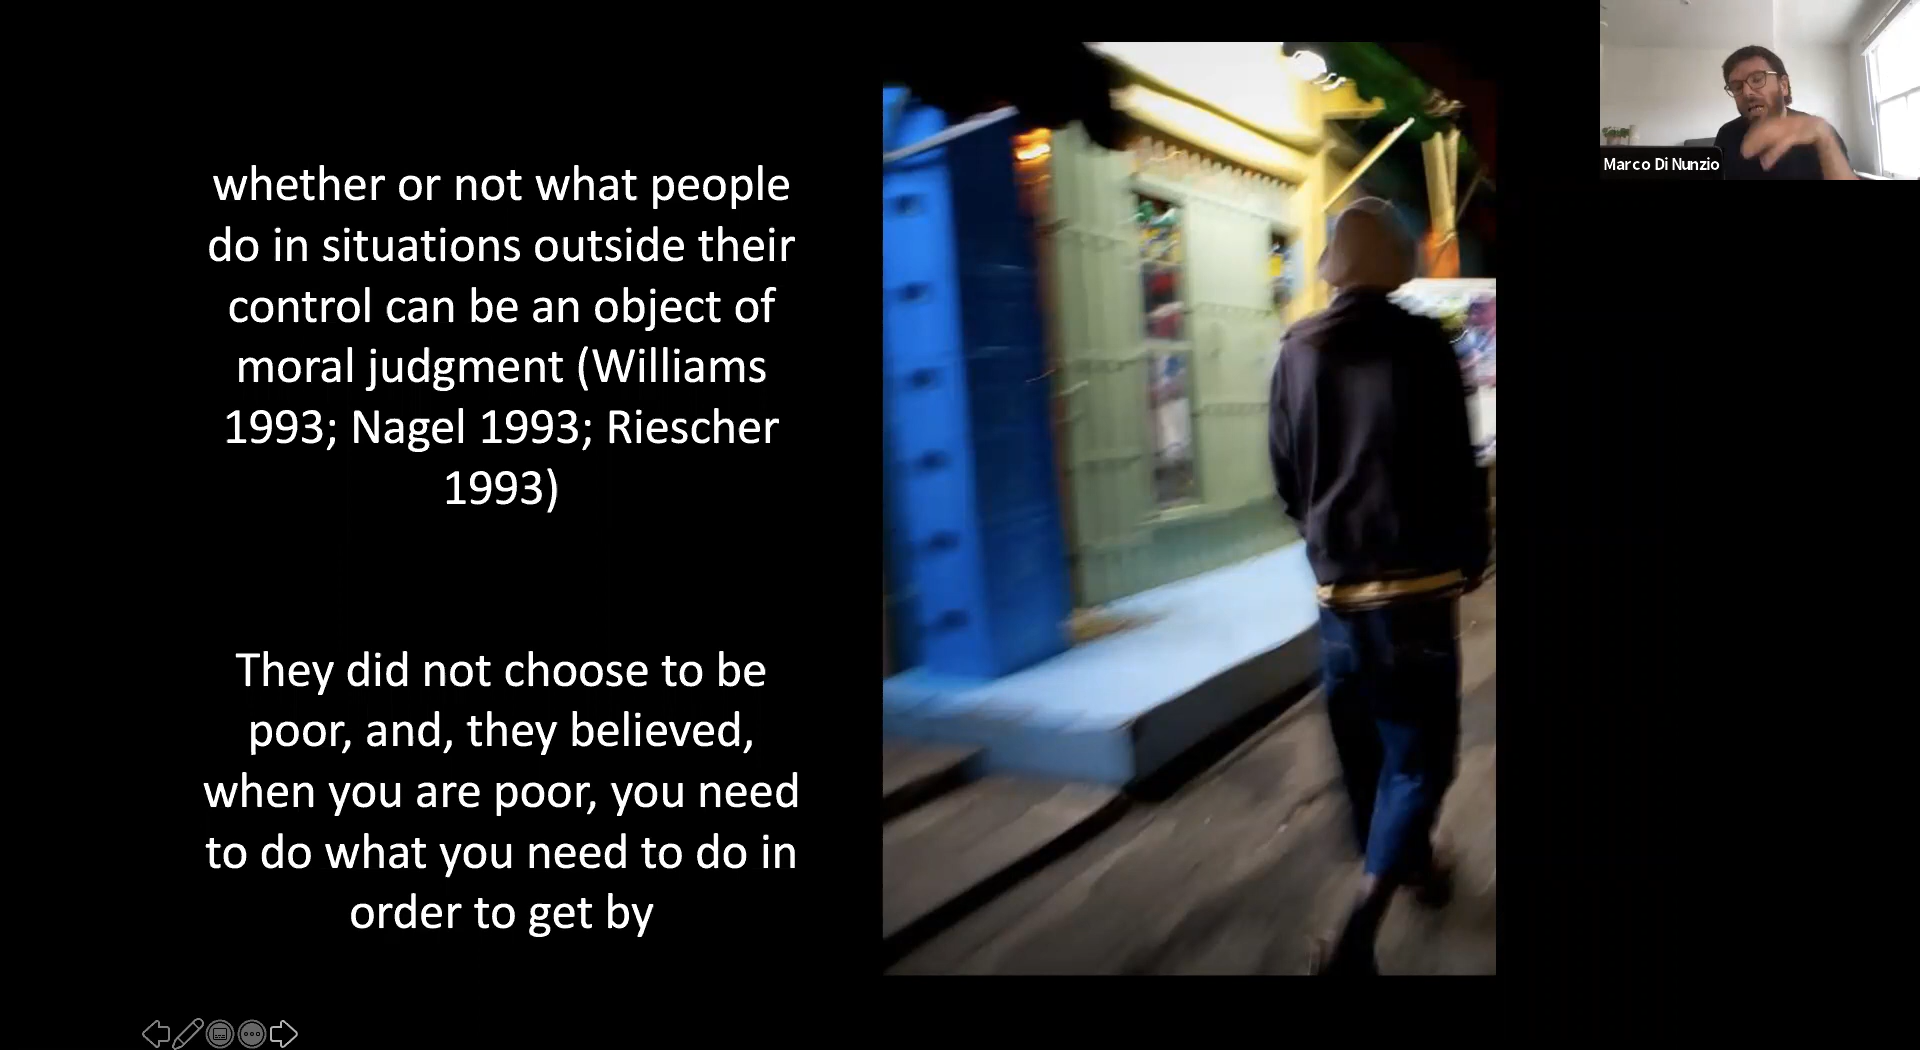 whether or not what people
do in situations outside their
control can be an object of
moral judgment (Williams
1993; Nagel 1993; Riescher
1993)
They did not choose to be
poor, and, they believed,
when you are poor, you need
to do what you need to do in
order to get by
Marco Di Nunzio